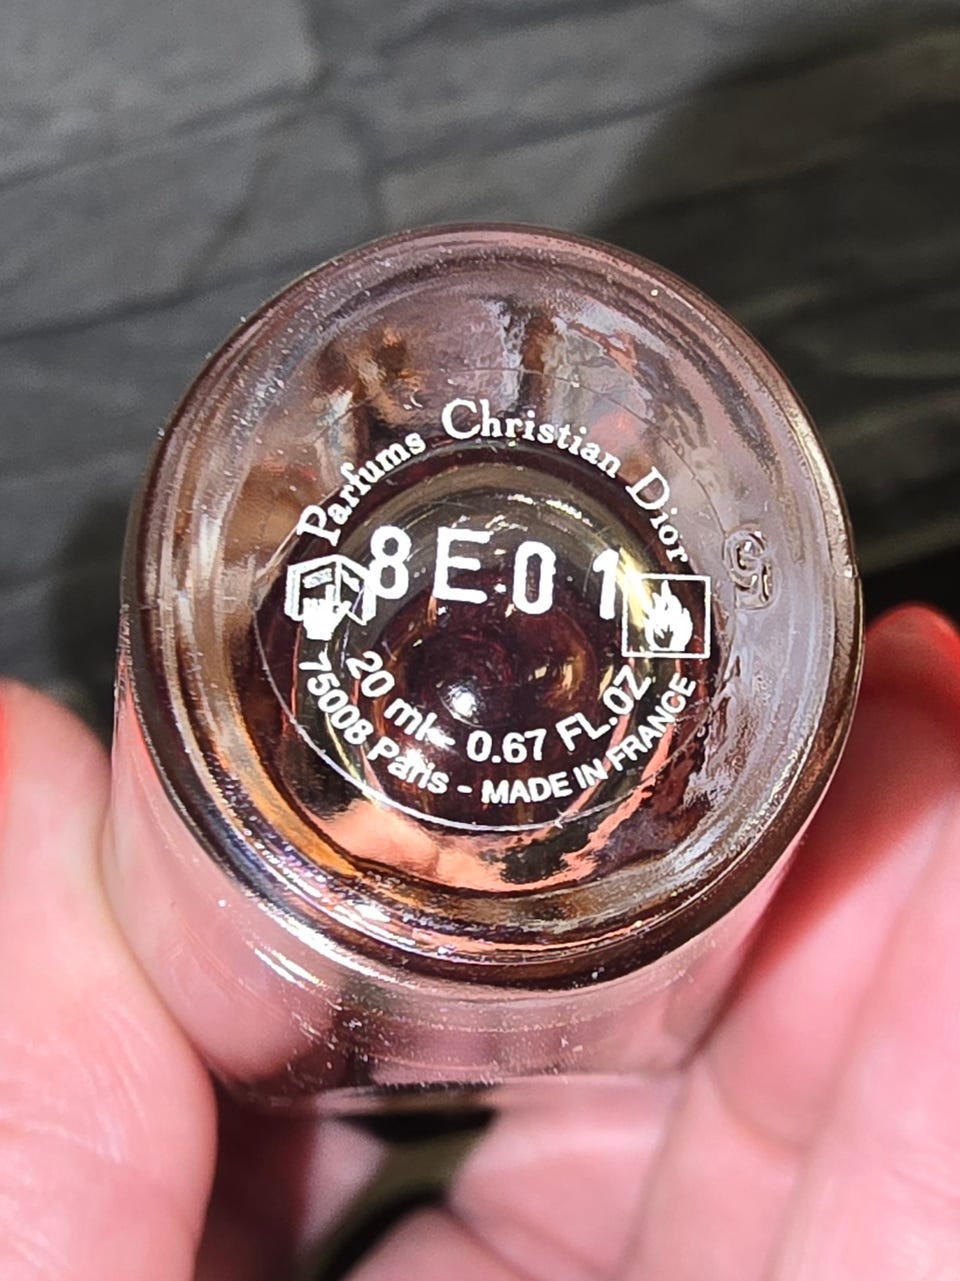 Parfums Christian Dior
8E01
20 ml - 0.67 FL.OZ
75008 Paris - MADE IN FRANCE